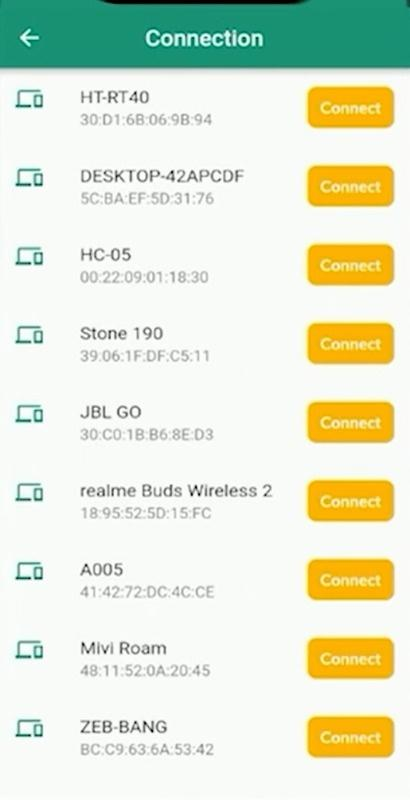 Connection
HT-RT40
30:D1:6B:06:9B:94
Connect
DESKTOP-42APCDF
5C:BA:EF:5D:31:76
Connect
HC-05
00:22:09:01:18:30
Connect
Stone 190
39:06:1F:DF:C5:11
Connect
JBL GO
30:C0:1B:B6:8E:D3
Connect
realme Buds Wireless 2
18:95:52:5D:15:FC
Connect
A005
41:42:72:DC:4C:CE
Connect
Mivi Roam
48:11:52:0A:20:45
Connect
ZEB-BANG
BC:C9:63:6A:53:42
Connect